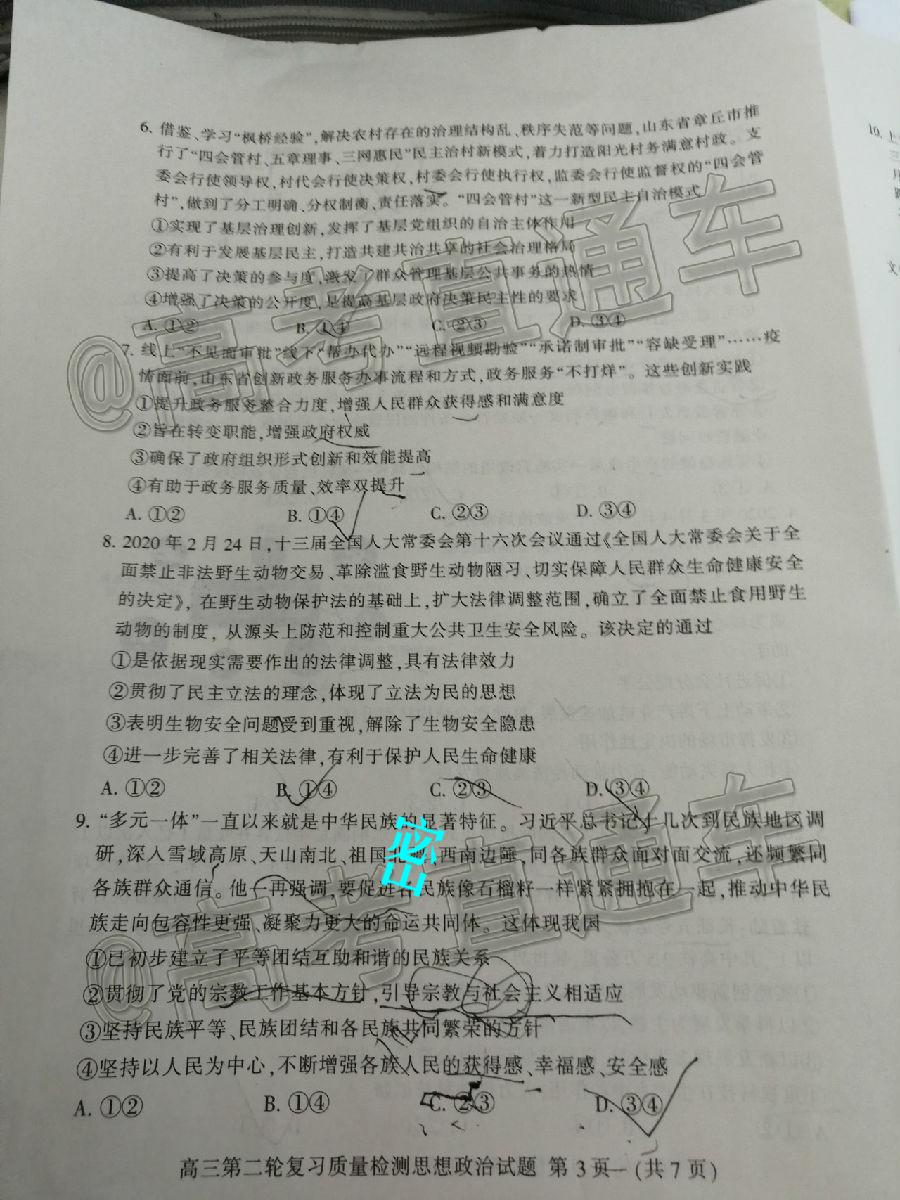 6. 借鉴、学习“枫桥经验”,解决农村存在的治理结构乱、秩序失范等问题,山东省章丘市推
行了“四会管村、五章理事、三网惠民”民主治村新模式,着力打造阳光村务满意村政。支
委会行使领导权,村代会行使决策权,村委会行使执行权,监委会行使监督权的“四会管
村”,做到了分工明确、分权制衡、责任落实。“四会管村”这一新型民主自治模式
①实现了基层治理创新,发挥了基层党组织的自治主体作用
②有利于发展基层民主,打造共建共治共享的社会治理格局
③提高了决策的参与度,激发了群众管理基层公共事务的热情
④增强了决策的公开度,是提高基层政府决策民主性的要求
A. ①② B. ①④ C. ②③ D. ③④
7. 线上“不见面审批”线下“帮办代办”“远程视频勘验”“承诺制审批”“容缺受理”……疫
情面前,山东省创新政务服务办事流程和方式,政务服务“不打烊”。这些创新实践
①提升政务服务整合力度,增强人民群众获得感和满意度
②旨在转变职能,增强政府权威
③确保了政府组织形式创新和效能提高
④有助于政务服务质量、效率双提升
A. ①② B. ①④ C. ②③ D. ③④
8. 2020年2月24日,十三届全国人大常委会第十六次会议通过《全国人大常委会关于全
面禁止非法野生动物交易、革除滥食野生动物陋习、切实保障人民群众生命健康安全
的决定》,在野生动物保护法的基础上,扩大法律调整范围,确立了全面禁止食用野生
动物的制度,从源头上防范和控制重大公共卫生安全风险。该决定的通过
①是依据现实需要作出的法律调整,具有法律效力
②贯彻了民主立法的理念,体现了立法为民的思想
③表明生物安全问题受到重视,解除了生物安全隐患
④进一步完善了相关法律,有利于保护人民生命健康
A. ①② B. ①④ C. ②③ D. ③④
9. “多元一体”一直以来就是中华民族的显著特征。习近平总书记十几次到民族地区调
研,深入雪域高原、天山南北、祖国北,西南边陲,同各族群众面对面交流,还频繁同
各族群众通信。他一再强调,要促进各民族像石榴籽一样紧紧拥抱在一起,推动中华民
族走向包容性更强、凝聚力更大的命运共同体。这体现我国
①已初步建立了平等团结互助和谐的民族关系
②贯彻了党的宗教工作基本方针,引导宗教与社会主义相适应
③坚持民族平等、民族团结和各民族共同繁荣的方针
④坚持以人民为中心,不断增强各族人民的获得感、幸福感、安全感
A. ①② B. ①④ C. ②③ D. ③④
高三第二轮复习质量检测思想政治试题 第3页 (共7页)
@高考直通车
@高考直通车
密
10. 上